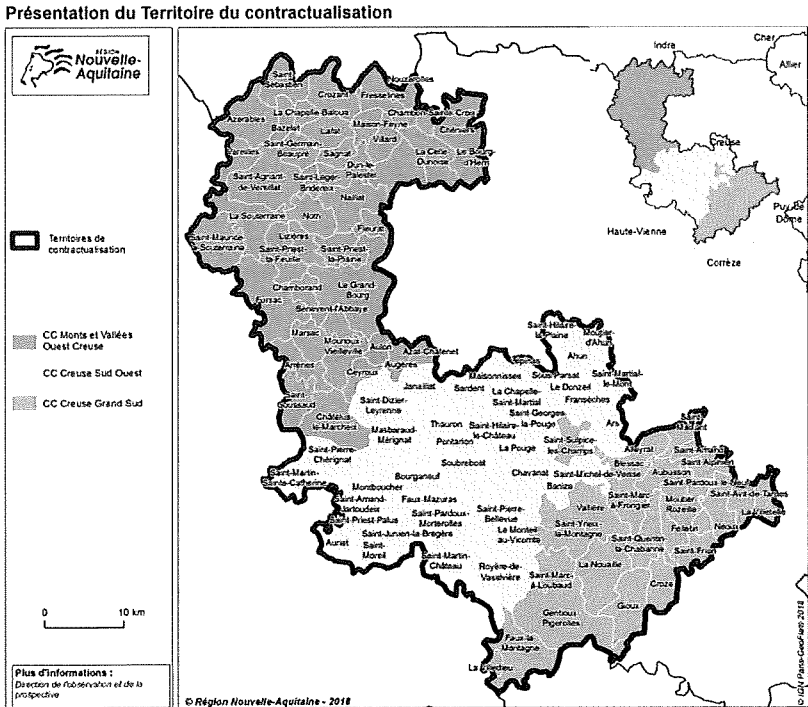 Présentation du Territoire du contractualisation
RÉGION
Nouvelle-
Aquitaine
Territoires de
contractualisation
CC Monts et Vallées
Ouest Creuse
CC Creuse Sud Ouest
CC Creuse Grand Sud
0 10 km
Plus d'informations :
Direction de l'observation et de la
prospective
© Région Nouvelle-Aquitaine - 2018
Indre
Cher
Allier
Creuse
Puy de
Dôme
Haute-Vienne
Corrèze
Saint
Sébastien
Crozant
Fresselines
Nouzerolles
Azerables
La Chapelle Baloue
Chambon-Sainte-Croix
Bazelat
Lafat
Maison-Feyne
Chéniers
Vareilles
Saint-Germain-
Beaupré
Sagnat
Villard
Dun-le-
Palestel
La Celle-
Dunoise
Le Bourg-
d'Hem
Saint-Agnant-
de-Versillat
Saint-Léger-
Bridereix
Naillat
La Souterraine
Noth
Fleurat
Saint-Maurice-
la-Souterraine
Lizières
Saint-Priest-
la-Feuille
Saint-Priest-
la-Plaine
Chamborand
Le Grand-
Bourg
Fursac
Bénévent-l'Abbaye
Marsac
Mourioux-
Vieilleville
Aulon
Azat-Châtenet
Arrènes
Ceyroux
Augères
Saint-
Goussaud
Châtelus-
le-Marcheix
Saint-Hilaire-
la-Plaine
Moutier-
d'Ahun
Ahun
Maisonnisses
Sous-Parsat
Saint-Martial-
le-Mont
Janaillat
Sardent
La Chapelle-
Saint-Martial
Le Donzeil
Fransèches
Saint-Dizier-
Leyrenne
Saint-Georges-
la-Pouge
Masbaraud-
Mérignat
Thauron
Saint-Hilaire-
le-Château
Ars
Pontarion
La Pouge
Saint-Sulpice-
les-Champs
Saint-Pierre-
Chérignat
Soubrebost
Chavanat
Saint-Michel-de-Veisse
Saint-Martin-
Sainte-Catherine
Bourganeuf
Banize
Montboucher
Saint-Amand-
Jartoudeix
Faux-Mazuras
Saint-Priest-Palus
Saint-Pardoux-
Morterolles
Saint-Pierre-
Bellevue
Le Monteil-
au-Vicomte
Auriat
Saint-Junien-la-Bregère
Saint-
Moreil
Saint-Martin-
Château
Royère-de-
Vassivière
Saint-
Maixant
Alleyrat
Saint-Amand
Blessac
Aubusson
Saint-Alpinien
Saint-Pardoux-le-Neuf
Vallière
Saint-Marc-
à-Frongier
Moutier-
Rozeille
Saint-Avit-de-Tardes
La Villetelle
Saint-Yrieix-
la-Montagne
Felletin
Néoux
Saint-Quentin-
la-Chabanne
Saint-Frion
La Nouaille
Saint-Marc-
à-Loubaud
Croze
Gioux
Gentioux
Pigerolles
Faux-la-
Montagne
La Villedieu